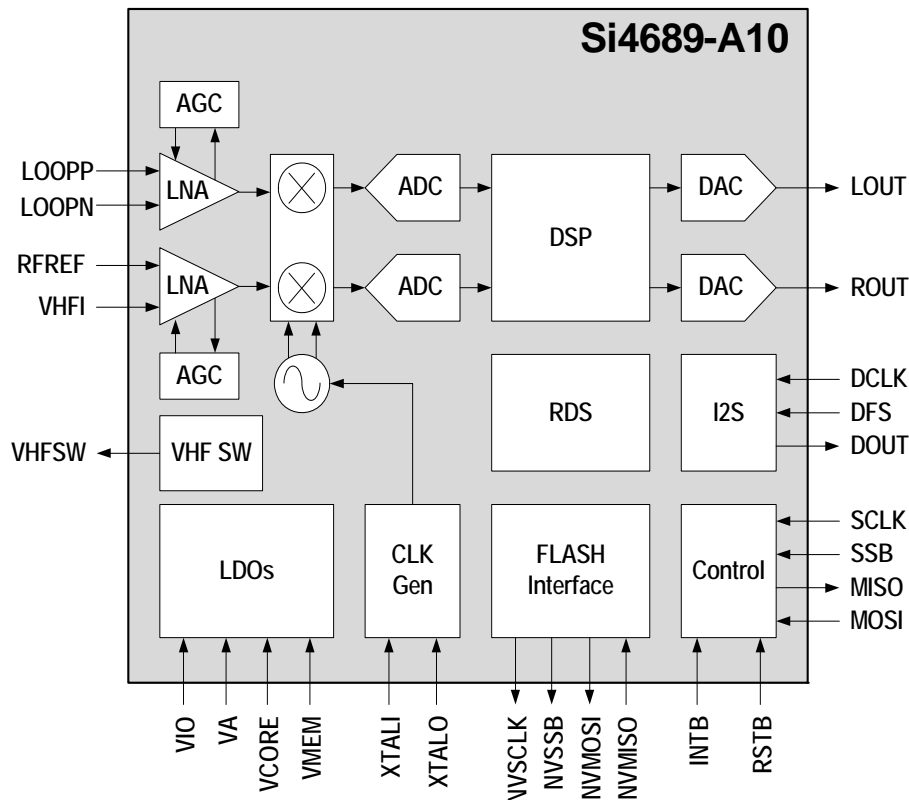 Si4689-A10
AGC
LOOPP
LOOPN
LNA
ADC
DSP
DAC
LOUT
RFREF
VHFI
LNA
ADC
DAC
ROUT
AGC
RDS
I2S
DCLK
DFS
DOUT
VHFSW
VHF SW
LDOs
CLK
Gen
FLASH
Interface
Control
SCLK
SSB
MISO
MOSI
VIO
VA
VCORE
VMEM
XTALI
XTALO
NVSCLK
NVSSB
NVMOSI
NVMISO
INTB
RSTB